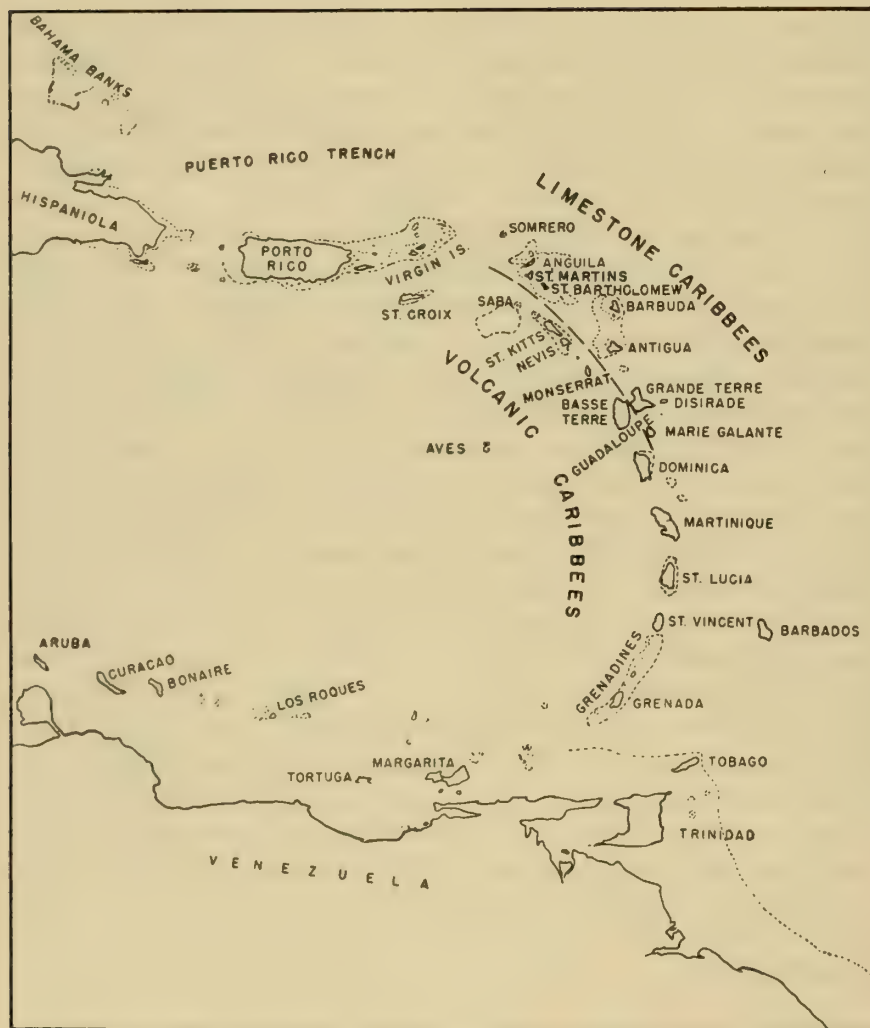 BAHAMA BANKS
PUERTO RICO TRENCH
LIMESTONE CARIBBEES
HISPANIOLA
SOMRERO
PORTO
RICO
VIRGIN IS.
ANGUILA
ST. MARTINS
ST. BARTHOLOMEW
ST. CROIX
SABA
BARBUDA
ST. KITTS
NEVIS
ANTIGUA
VOLCANIC
CARIBBEES
MONSERRAT
GRANDE TERRE
BASSE
TERRE
DISIRADE
GUADALOUPE
MARIE GALANTE
AVES
DOMINICA
MARTINIQUE
ST. LUCIA
ST. VINCENT
BARBADOS
ARUBA
CURACAO
BONAIRE
LOS ROQUES
GRENADINES
GRENADA
MARGARITA
TORTUGA
TOBAGO
TRINIDAD
VENEZUELA